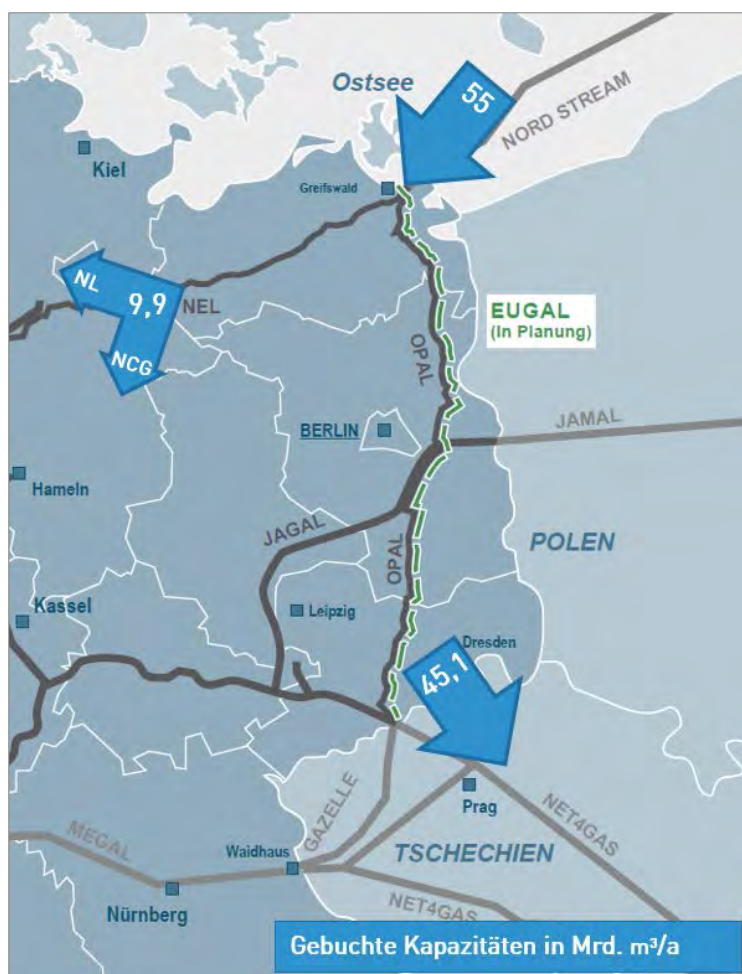 Ostsee
55
NORD STREAM
Kiel
Greifswald
NL
9,9
NEL
NCG
EUGAL
(In Planung)
OPAL
BERLIN
JAMAL
Hameln
JAGAL
POLEN
OPAL
Kassel
Leipzig
Dresden
45,1
Prag
GAZELLE
NET4GAS
MEGAL
Waidhaus
TSCHECHIEN
Nürnberg
NET4GAS
Gebuchte Kapazitäten in Mrd. m³/a